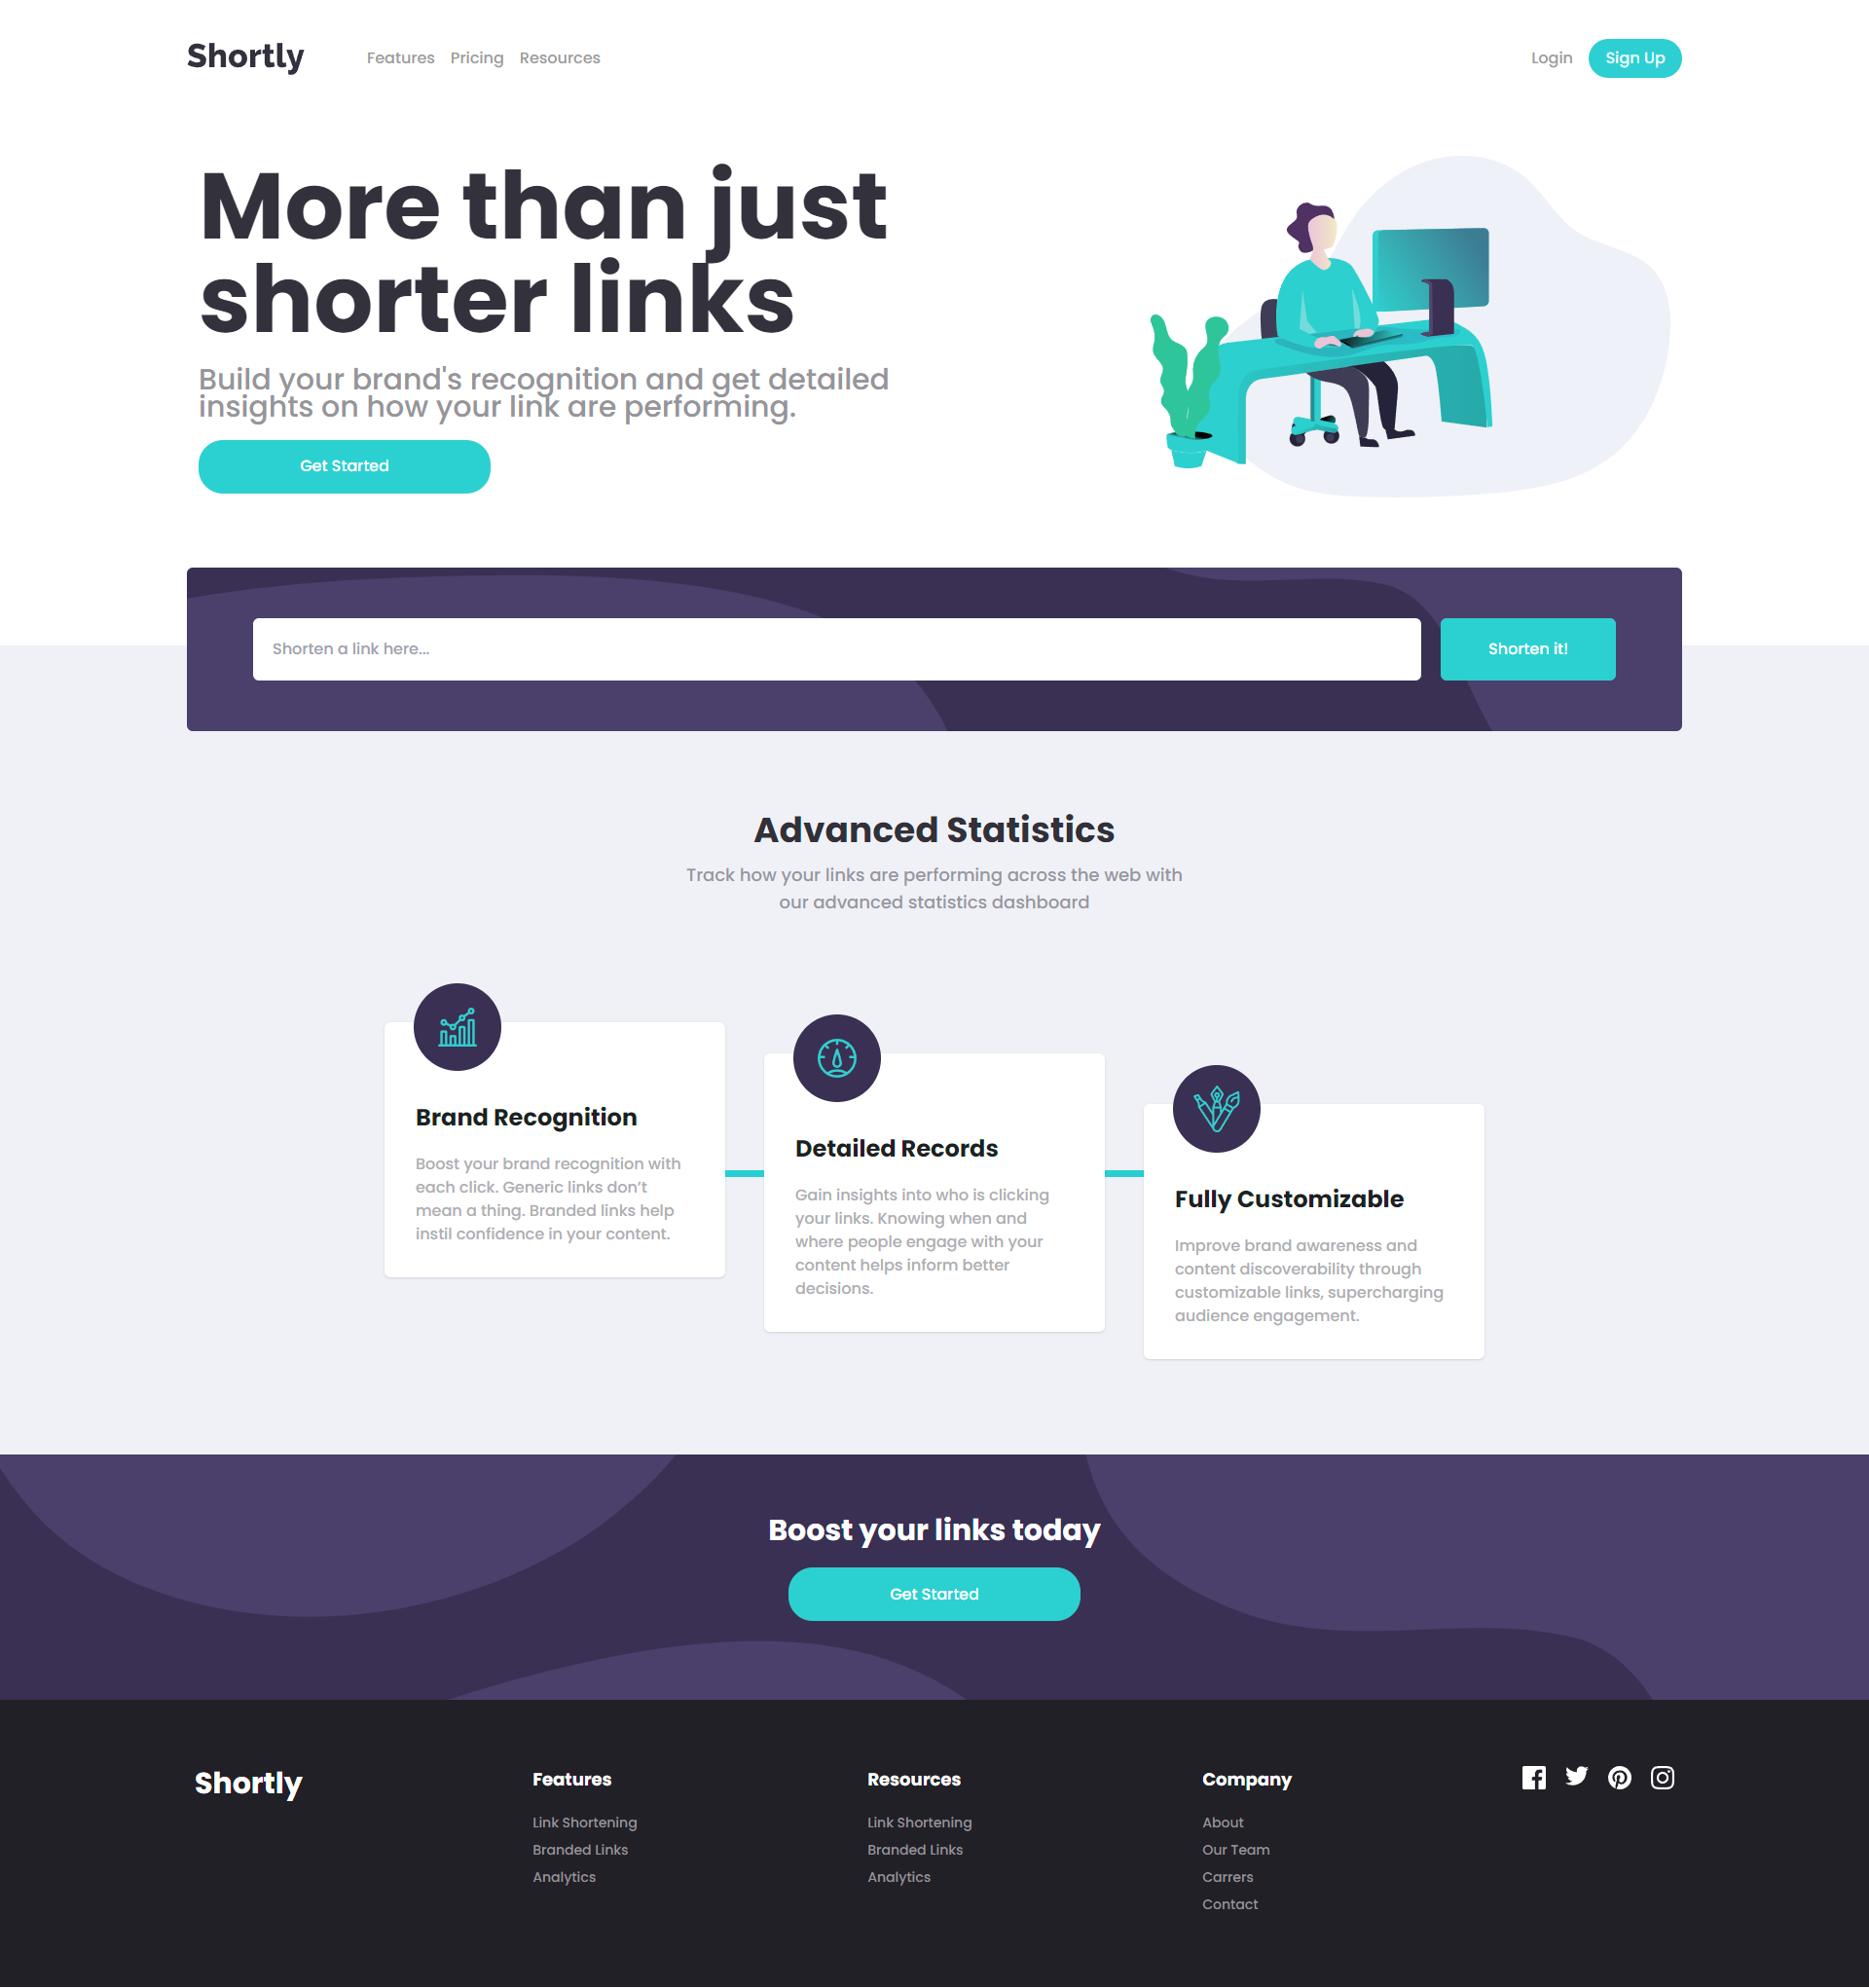 Shortly
Features Pricing Resources
Login Sign Up
More than just
shorter links
Build your brand's recognition and get detailed
insights on how your link are performing.
Get Started
Shorten a link here...
Shorten it!
Advanced Statistics
Track how your links are performing across the web with
our advanced statistics dashboard
Brand Recognition
Boost your brand recognition with
each click. Generic links don’t
mean a thing. Branded links help
instil confidence in your content.
Detailed Records
Gain insights into who is clicking
your links. Knowing when and
where people engage with your
content helps inform better
decisions.
Fully Customizable
Improve brand awareness and
content discoverability through
customizable links, supercharging
audience engagement.
Boost your links today
Get Started
Shortly
Features
Link Shortening
Branded Links
Analytics
Resources
Link Shortening
Branded Links
Analytics
Company
About
Our Team
Carrers
Contact